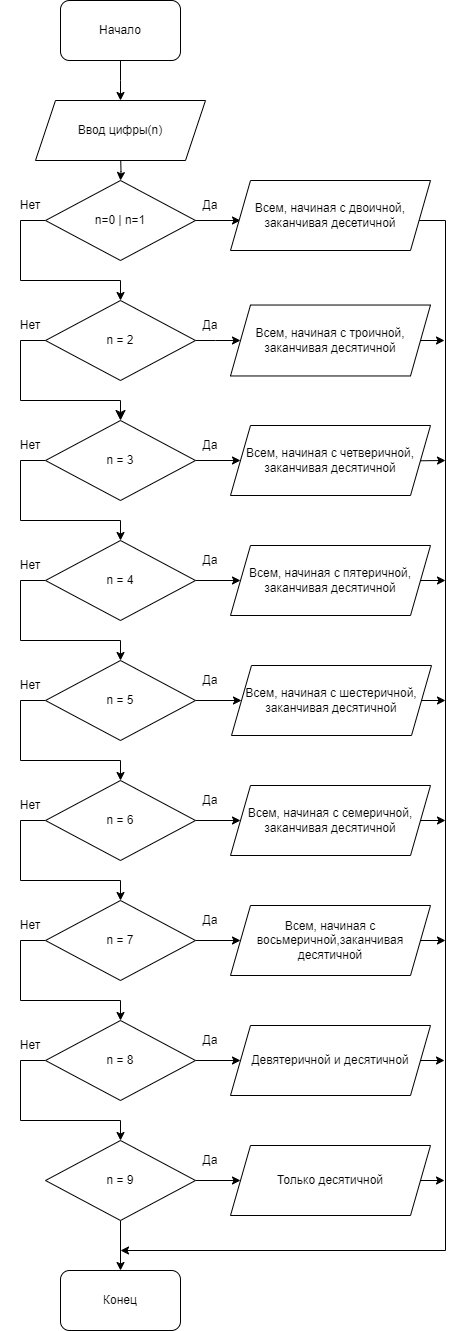 Начало
Ввод цифры(n)
Нет
n=0 | n=1
Да
Всем, начиная с двоичной,
заканчивая десетичной
Нет
n = 2
Да
Всем, начиная с троичной,
заканчивая десятичной
Нет
n = 3
Да
Всем, начиная с четверичной,
заканчивая десятичной
Нет
n = 4
Да
Всем, начиная с пятеричной,
заканчивая десятичной
Нет
n = 5
Да
Всем, начиная с шестеричной,
заканчивая десятичной
Нет
n = 6
Да
Всем, начиная с семеричной,
заканчивая десятичной
Нет
n = 7
Да
Всем, начиная с
восьмеричной,заканчивая
десятичной
Нет
n = 8
Да
Девятеричной и десятичной
Нет
n = 9
Да
Только десятичной
Конец